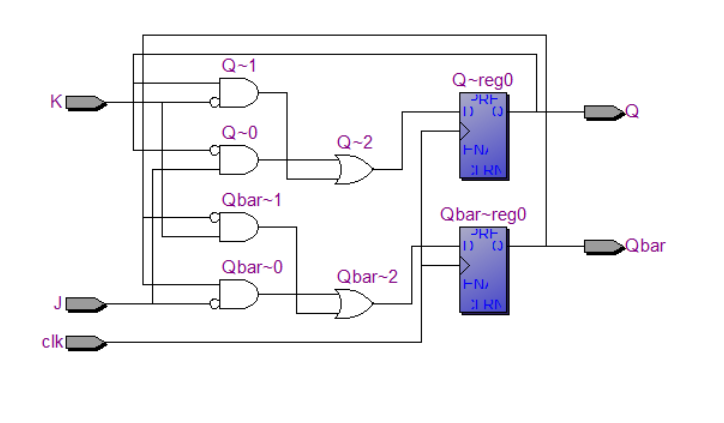 Q~1
Q~reg0
K
PRE
D Q
Q
Q~0
Q~2
ENA
CLRN
Qbar~1
Qbar~reg0
PRE
D Q
Qbar
Qbar~0
Qbar~2
ENA
CLRN
J
clk